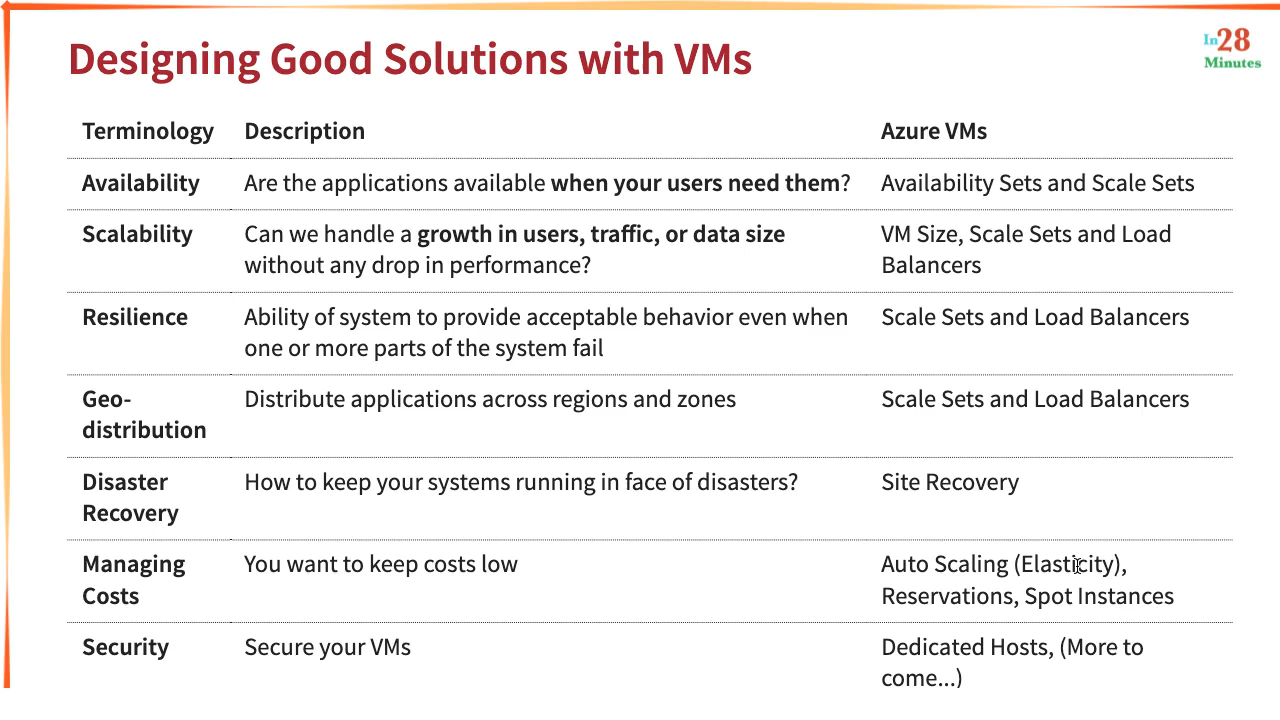 Designing Good Solutions with VMs
In28
Minutes
Terminology Description Azure VMs
Availability Are the applications available when your users need them? Availability Sets and Scale Sets
Scalability Can we handle a growth in users, traffic, or data size VM Size, Scale Sets and Load
without any drop in performance? Balancers
Resilience Ability of system to provide acceptable behavior even when Scale Sets and Load Balancers
one or more parts of the system fail
Geo- Distribute applications across regions and zones Scale Sets and Load Balancers
distribution
Disaster How to keep your systems running in face of disasters? Site Recovery
Recovery
Managing You want to keep costs low Auto Scaling (Elasticity),
Costs Reservations, Spot Instances
Security Secure your VMs Dedicated Hosts, (More to
come...)